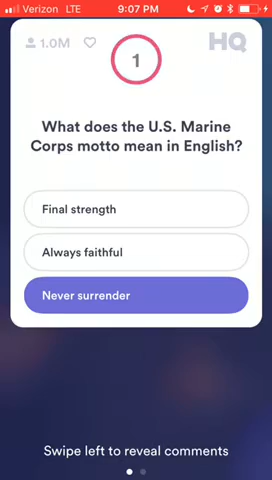 Verizon LTE 9:07 PM
1.0M
HQ
1
What does the U.S. Marine
Corps motto mean in English?
Final strength
Always faithful
Never surrender
Swipe left to reveal comments